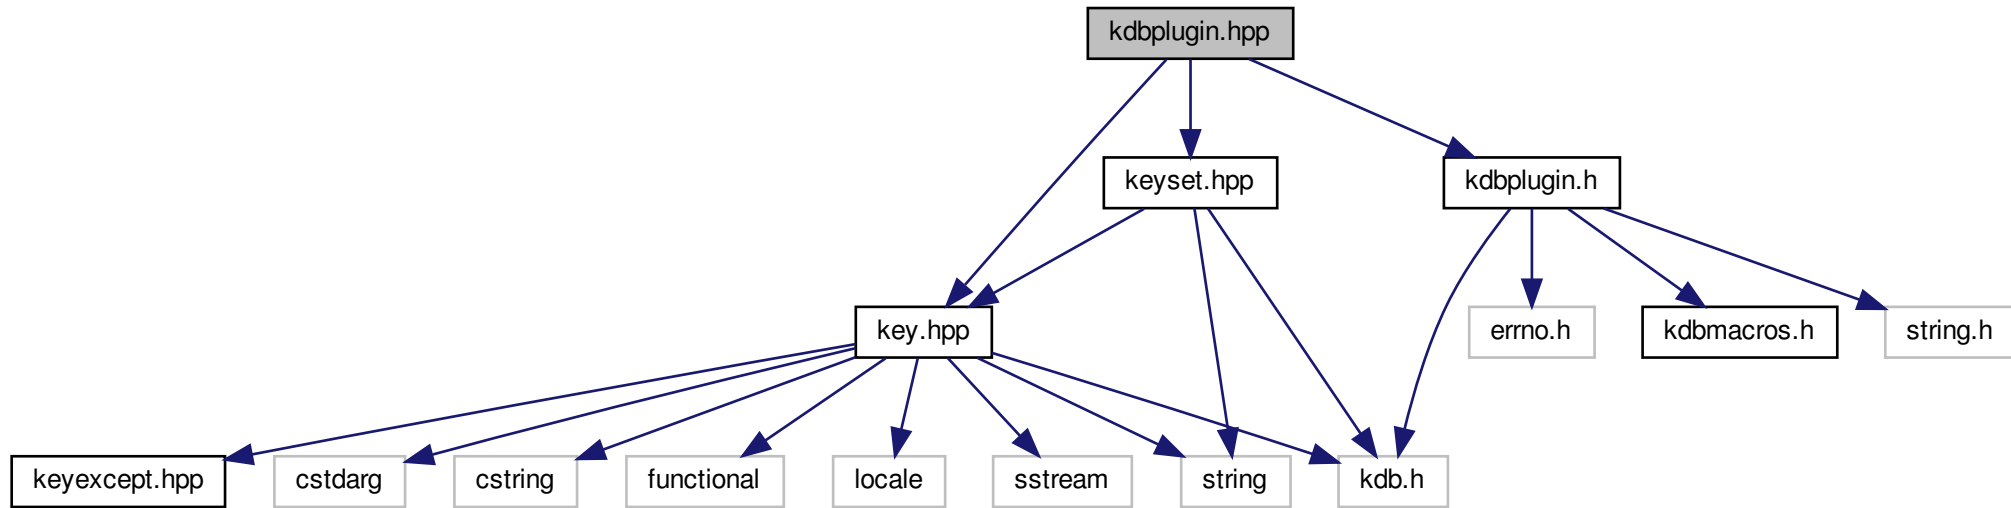 kdbplugin.hpp
keyset.hpp
kdbplugin.h
key.hpp
errno.h
kdbmacros.h
string.h
keyexcept.hpp
cstdarg
cstring
functional
locale
sstream
string
kdb.h